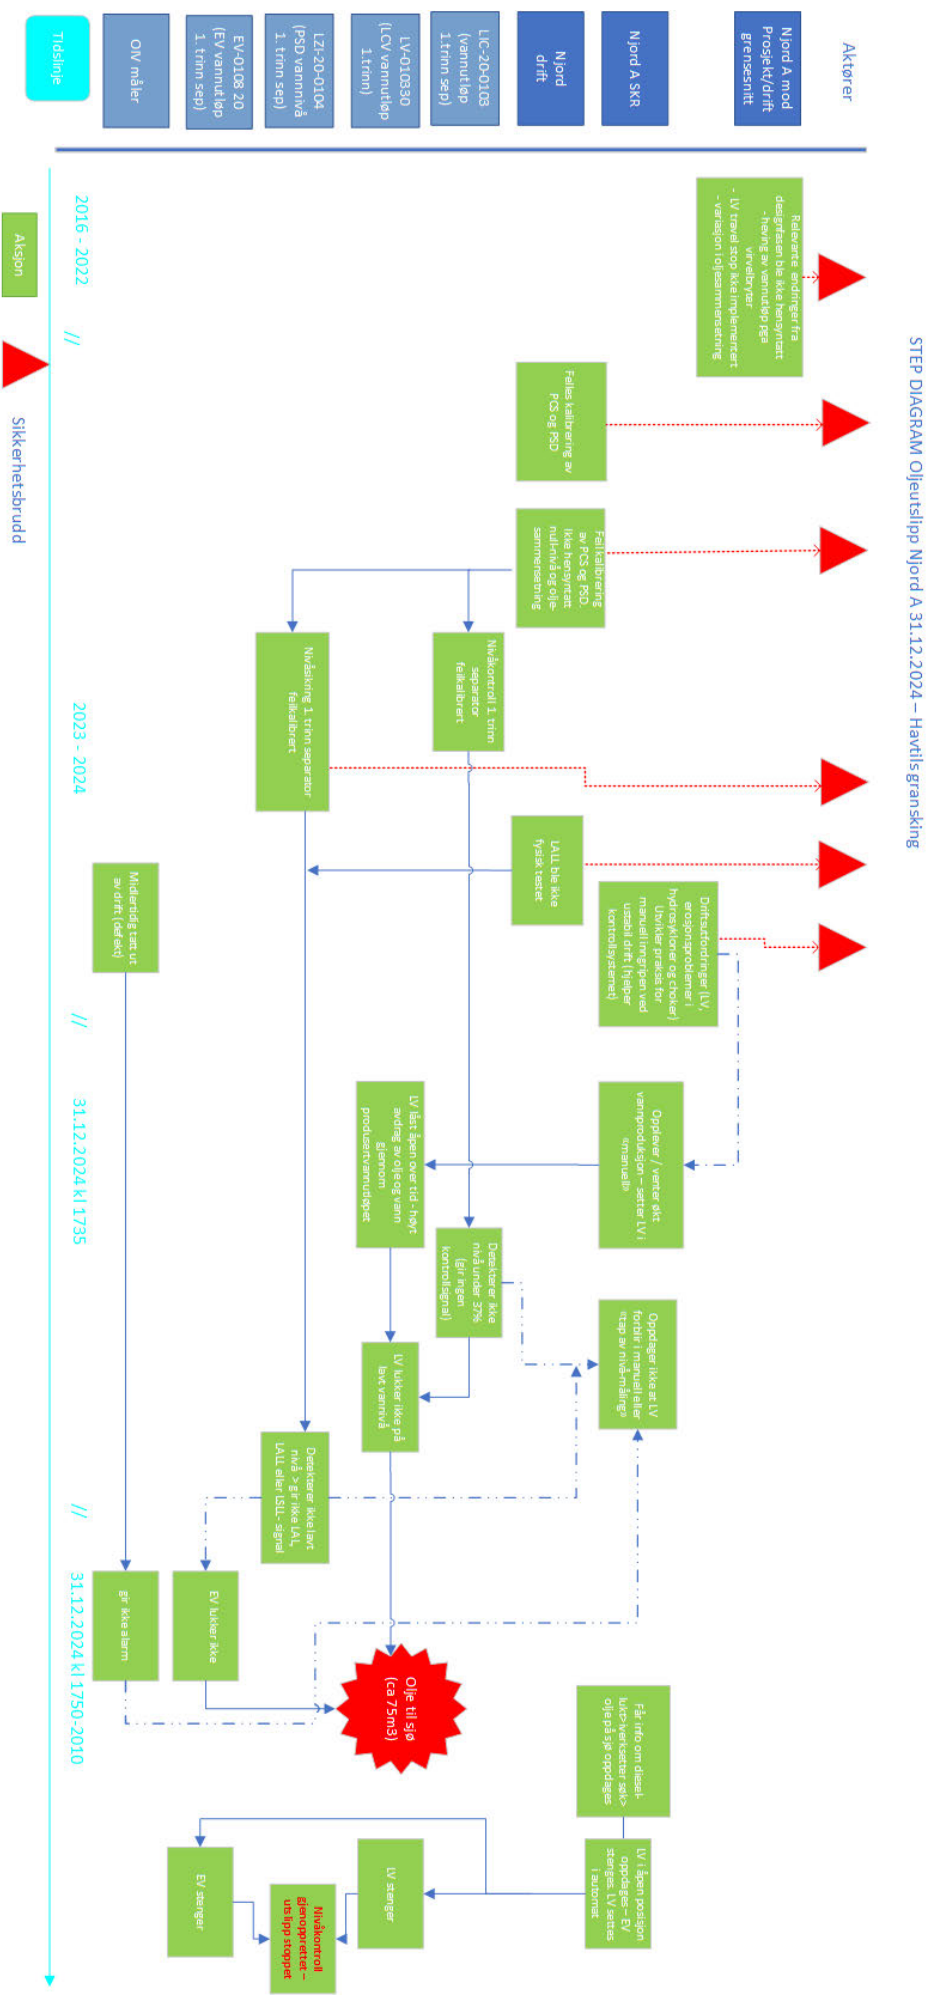 STEP DIAGRAM Oljeutslipp Njord A 31.12.2024 – Havtils gransking
Aktører
Njord A mod
Prosjekt/drift
grensesnitt
Njord A SKR
Njord
drift
LIC-20-0103
(vannutløp
1.trinn sep)
LV-010330
(LCV vannutløp
1.trinn)
LZI-20-0104
(PSD vannnivå
1. trinn sep)
EV-0108 20
(EV vannutløp
1. trinn sep)
OIV måler
Tidslinje
Relevante endringer fra
designfasen ble ikke hensyntatt
- heving av vannutløp pga
virvelbryter
- LV travel stop ikke implementert
- variasjon i oljesammensetning
Felles kalibrering av
PCS og PSD
Feil kalibrering
av PCS og PSD.
Ikke hensyntatt
null-nivå og olje-
sammensetning
Nivåkontroll 1. trinn
separator
feilkalibrert
Nivåsikring 1. trinn separator
feilkalibrert
LALL ble ikke
fysisk testet
Driftsutfordringer (LV,
erosjonsproblemer i
hydrosykloner og choker)
Utvikler praksis for
manuell inngripen ved
ustabil drift (hjelper
kontrollsystemet)
Midlertidig tatt ut
av drift (defekt)
Opplever / venter økt
vannproduksjon – setter LV i
«manuell»
LV låst åpen over tid - høyt
avdrag av olje og vann
gjennom
produsertvannutløpet
Detekterer ikke
nivå under 37%
(gir ingen
kontrollsignal)
Oppdager ikke at LV
forblir i manuell eller
«tap av nivå-måling»
LV lukker ikke på
lavt vannivå
Detekterer ikke lavt
nivå > gir ikke LAL,
LALL eller LSLL- signal
EV lukker ikke
gir ikke alarm
Olje til sjø
(ca 75m3)
Får info om diesel-
lukt>iverksetter søk>
olje på sjø oppdages
LV i åpen posisjon
oppdages – EV
stenges. LV settes
i automat
LV stenger
EV stenger
Nivåkontroll
gjenopprettet –
utslipp stoppet
2016 - 2022
//
2023 - 2024
//
31.12.2024 kl 1735
//
31.12.2024 kl 1750-2010
Aksjon
Sikkerhetsbrudd